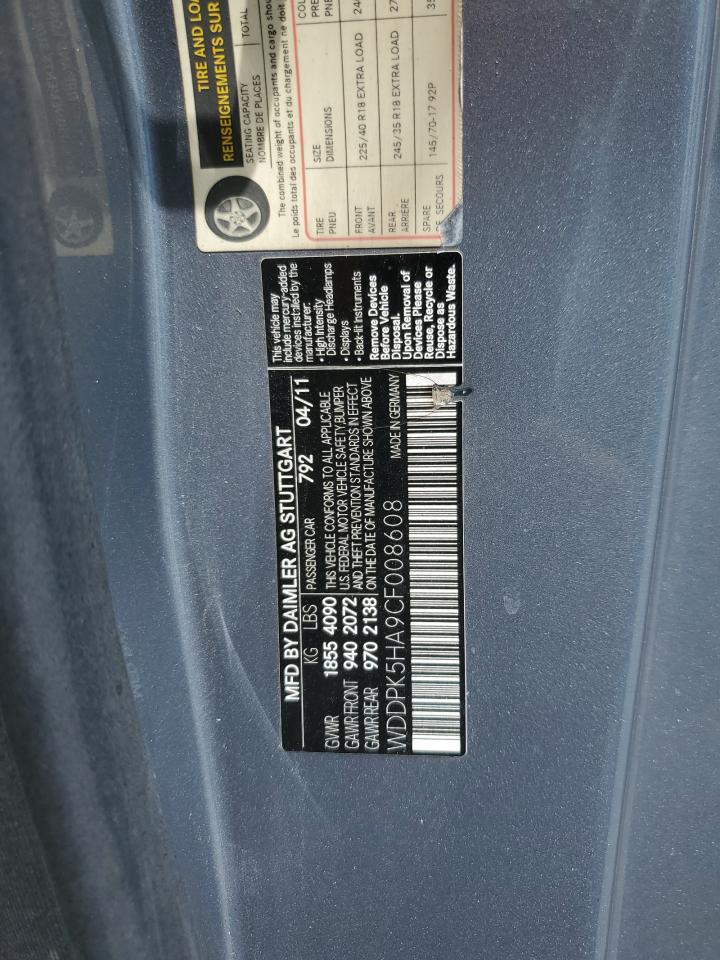 MFD BY DAIMLER AG STUTTGART
KG LBS PASSENGER CAR 792 04/11
GVWR 1855 4090 THIS VEHICLE CONFORMS TO ALL APPLICABLE
GAWR FRONT 940 2072 U.S. FEDERAL MOTOR VEHICLE SAFETY,BUMPER
AND THEFT PREVENTION STANDARDS IN EFFECT
GAWR REAR 970 2138 ON THE DATE OF MANUFACTURE SHOWN ABOVE
WDDPK5HA9CF008608 MADE IN GERMANY
This vehicle may
include mercury-added
devices installed by the
manufacturer:
• High Intensity
Discharge Headlamps
• Displays
• Back-lit Instruments
Remove Devices
Before Vehicle
Disposal.
Upon Removal of
Devices Please
Reuse, Recycle or
Dispose as
Hazardous Waste.
TIRE AND LOA
RENSEIGNEMENTS SUR
SEATING CAPACITY TOTAL
NOMBRE DE PLACES
The combined weight of occupants and cargo shou
Le poids total des occupants et du chargement ne doit
TIRE SIZE COL
PNEU DIMENSIONS PRE
PNE
FRONT 225/40 R18 EXTRA LOAD 240
AVANT
REAR 245/35 R18 EXTRA LOAD 27
ARRIÈRE
SPARE 145/70-17 92P 35
DE SECOURS